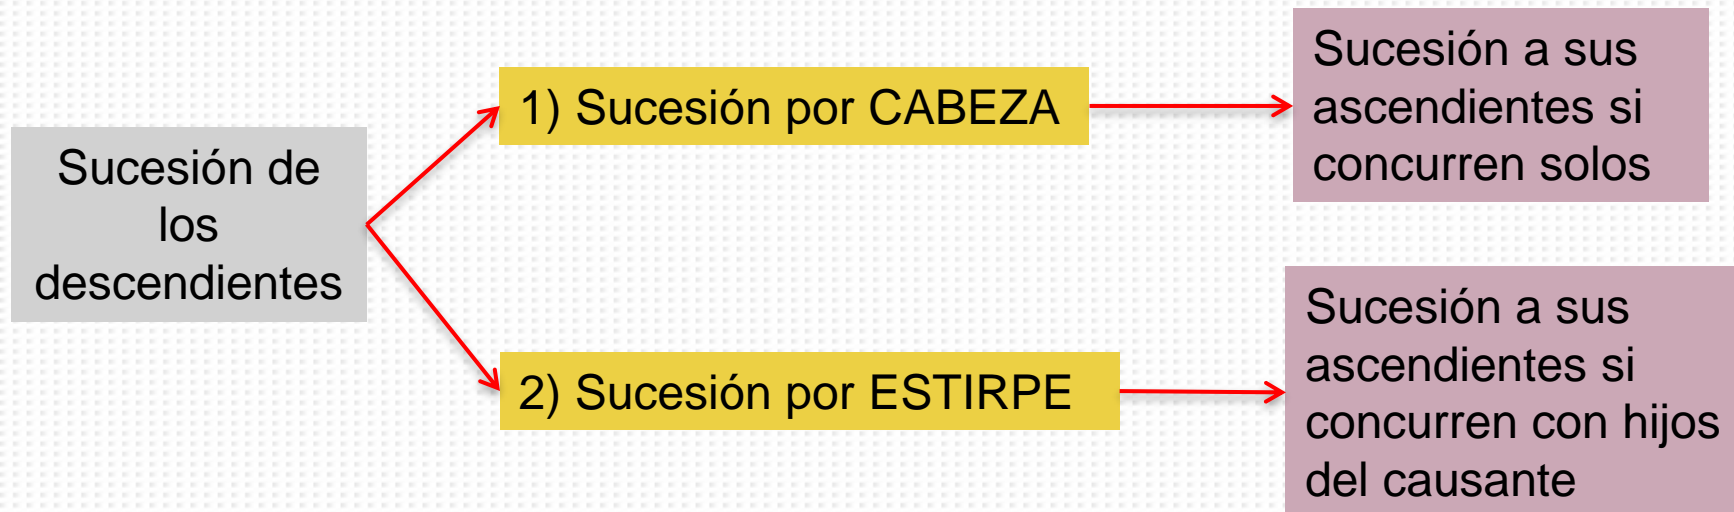 Sucesión de
los
descendientes
1) Sucesión por CABEZA
Sucesión a sus
ascendientes si
concurren solos
2) Sucesión por ESTIRPE
Sucesión a sus
ascendientes si
concurren con hijos
del causante